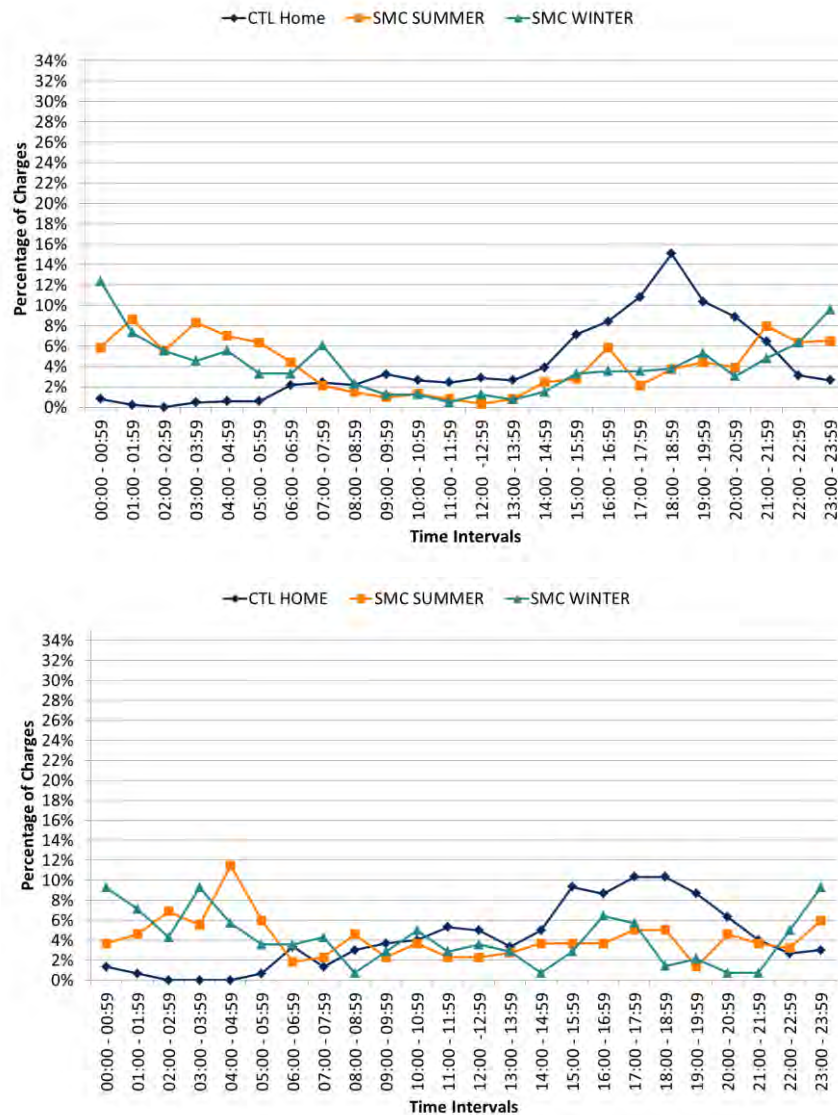 CTL Home SMC SUMMER SMC WINTER
34%
32%
30%
28%
26%
24%
22%
20%
18%
16%
14%
12%
10%
8%
6%
4%
2%
0%
Percentage of Charges
00:00 - 00:59
01:00 - 01:59
02:00 - 02:59
03:00 - 03:59
04:00 - 04:59
05:00 - 05:59
06:00 - 06:59
07:00 - 07:59
08:00 - 08:59
09:00 - 09:59
10:00 - 10:59
11:00 - 11:59
12:00 -12:59
13:00 - 13:59
14:00 - 14:59
15:00 - 15:59
16:00 - 16:59
17:00 - 17:59
18:00 - 18:59
19:00 - 19:59
20:00 - 20:59
21:00 - 21:59
22:00 - 22:59
23:00 - 23:59
Time Intervals
CTL HOME SMC SUMMER SMC WINTER
34%
32%
30%
28%
26%
24%
22%
20%
18%
16%
14%
12%
10%
8%
6%
4%
2%
0%
Percentage of Charges
00:00 - 00:59
01:00 - 01:59
02:00 - 02:59
03:00 - 03:59
04:00 - 04:59
05:00 - 05:59
06:00 - 06:59
07:00 - 07:59
08:00 - 08:59
09:00 - 09:59
10:00 - 10:59
11:00 - 11:59
12:00 -12:59
13:00 - 13:59
14:00 - 14:59
15:00 - 15:59
16:00 - 16:59
17:00 - 17:59
18:00 - 18:59
19:00 - 19:59
20:00 - 20:59
21:00 - 21:59
22:00 - 22:59
23:00 - 23:59
Time Intervals